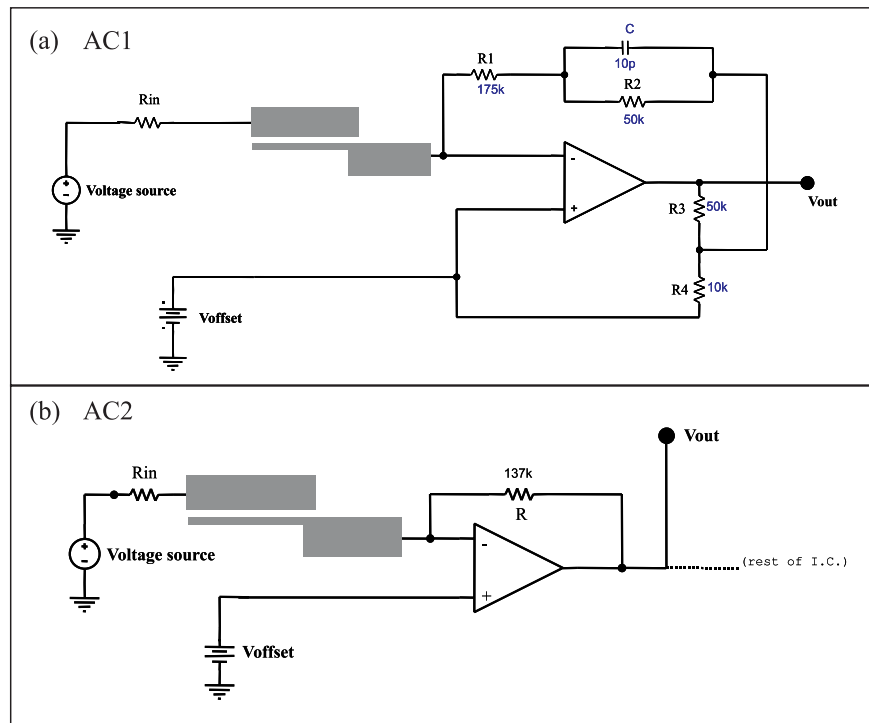 (a) AC1
C
10p
R1
175k
R2
50k
Rin
Voltage source
+
-
-
+
Vout
R3 50k
R4 10k
Voffset
(b) AC2
Vout
Rin
137k
R
Voltage source
+
-
-
+
(rest of I.C.)
Voffset